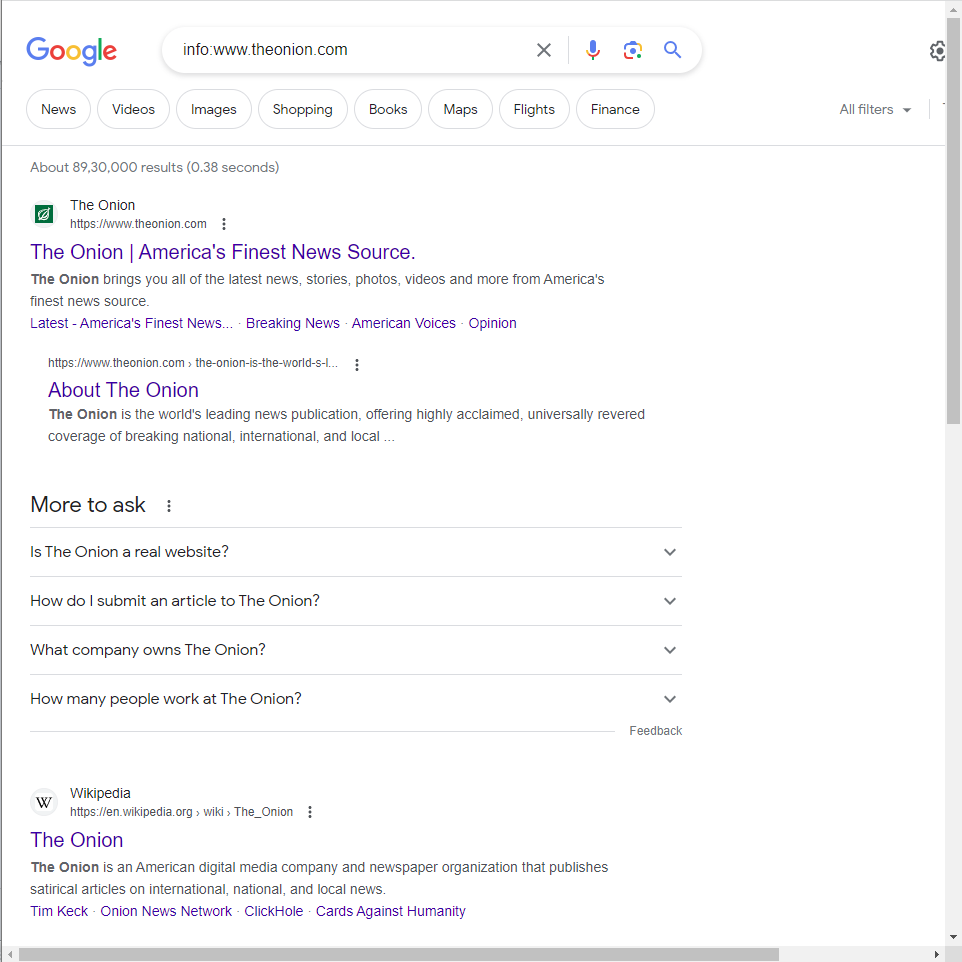 Google
info:www.theonion.com
News Videos Images Shopping Books Maps Flights Finance All filters
About 89,30,000 results (0.38 seconds)
The Onion
https://www.theonion.com
The Onion | America's Finest News Source.
The Onion brings you all of the latest news, stories, photos, videos and more from America's
finest news source.
Latest - America's Finest News... · Breaking News · American Voices · Opinion
https://www.theonion.com › the-onion-is-the-world-s-l...
About The Onion
The Onion is the world's leading news publication, offering highly acclaimed, universally revered
coverage of breaking national, international, and local ...
More to ask
Is The Onion a real website?
How do I submit an article to The Onion?
What company owns The Onion?
How many people work at The Onion?
Feedback
W
Wikipedia
https://en.wikipedia.org › wiki › The_Onion
The Onion
The Onion is an American digital media company and newspaper organization that publishes
satirical articles on international, national, and local news.
Tim Keck · Onion News Network · ClickHole · Cards Against Humanity